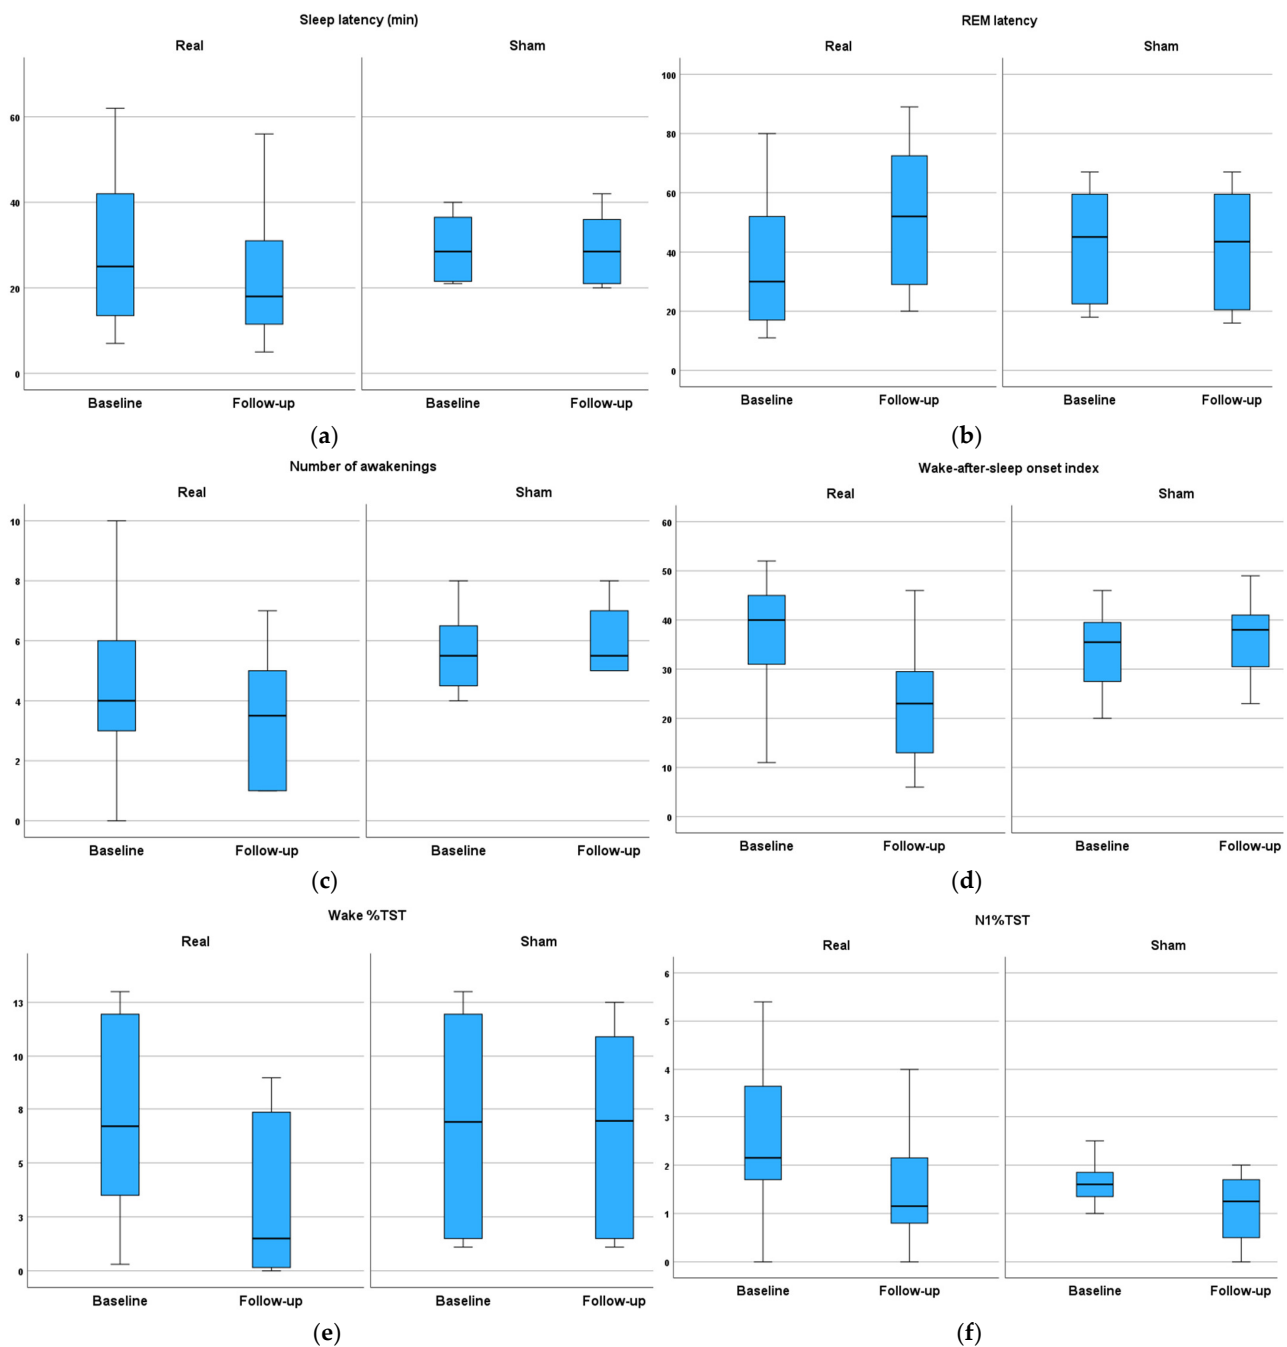 Sleep latency (min)
Real Sham
60
40
20
0
Baseline Follow-up Baseline Follow-up
(a)
REM latency
Real Sham
100
80
60
40
20
0
Baseline Follow-up Baseline Follow-up
(b)
Number of awakenings
Real Sham
10
8
6
4
2
0
Baseline Follow-up Baseline Follow-up
(c)
Wake-after-sleep onset index
Real Sham
60
50
40
30
20
10
0
Baseline Follow-up Baseline Follow-up
(d)
Wake %TST
Real Sham
13
10
8
5
3
0
Baseline Follow-up Baseline Follow-up
(e)
N1%TST
Real Sham
6
5
4
3
2
1
0
Baseline Follow-up Baseline Follow-up
(f)